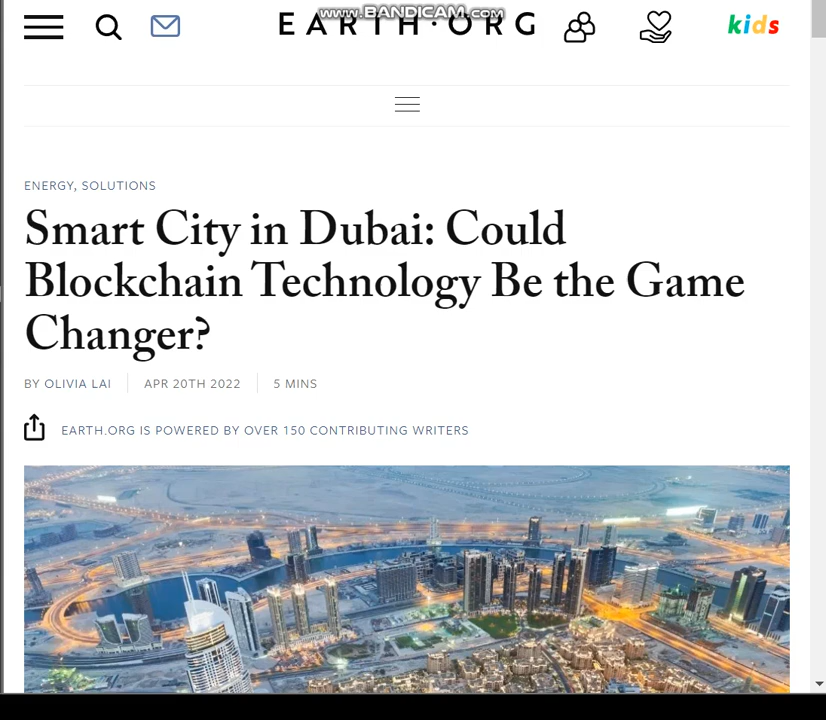 www.BANDICAM.com
EARTH·ORG
kids
ENERGY, SOLUTIONS
Smart City in Dubai: Could
Blockchain Technology Be the Game
Changer?
BY OLIVIA LAI
APR 20TH 2022
5 MINS
EARTH.ORG IS POWERED BY OVER 150 CONTRIBUTING WRITERS